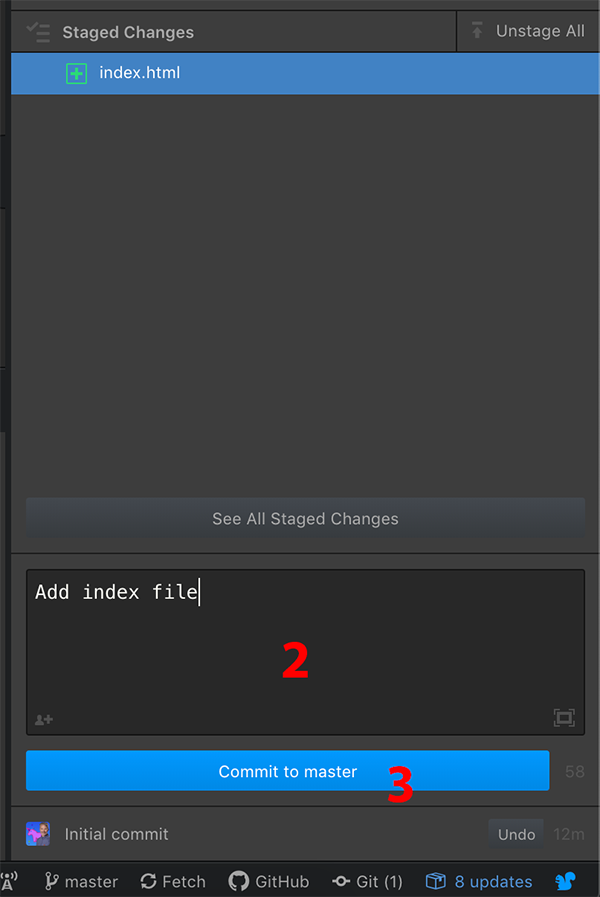 Staged Changes Unstage All
index.html
See All Staged Changes
Add index file
2
Commit to master 58
3
Initial commit Undo 12m
master Fetch GitHub Git (1) 8 updates